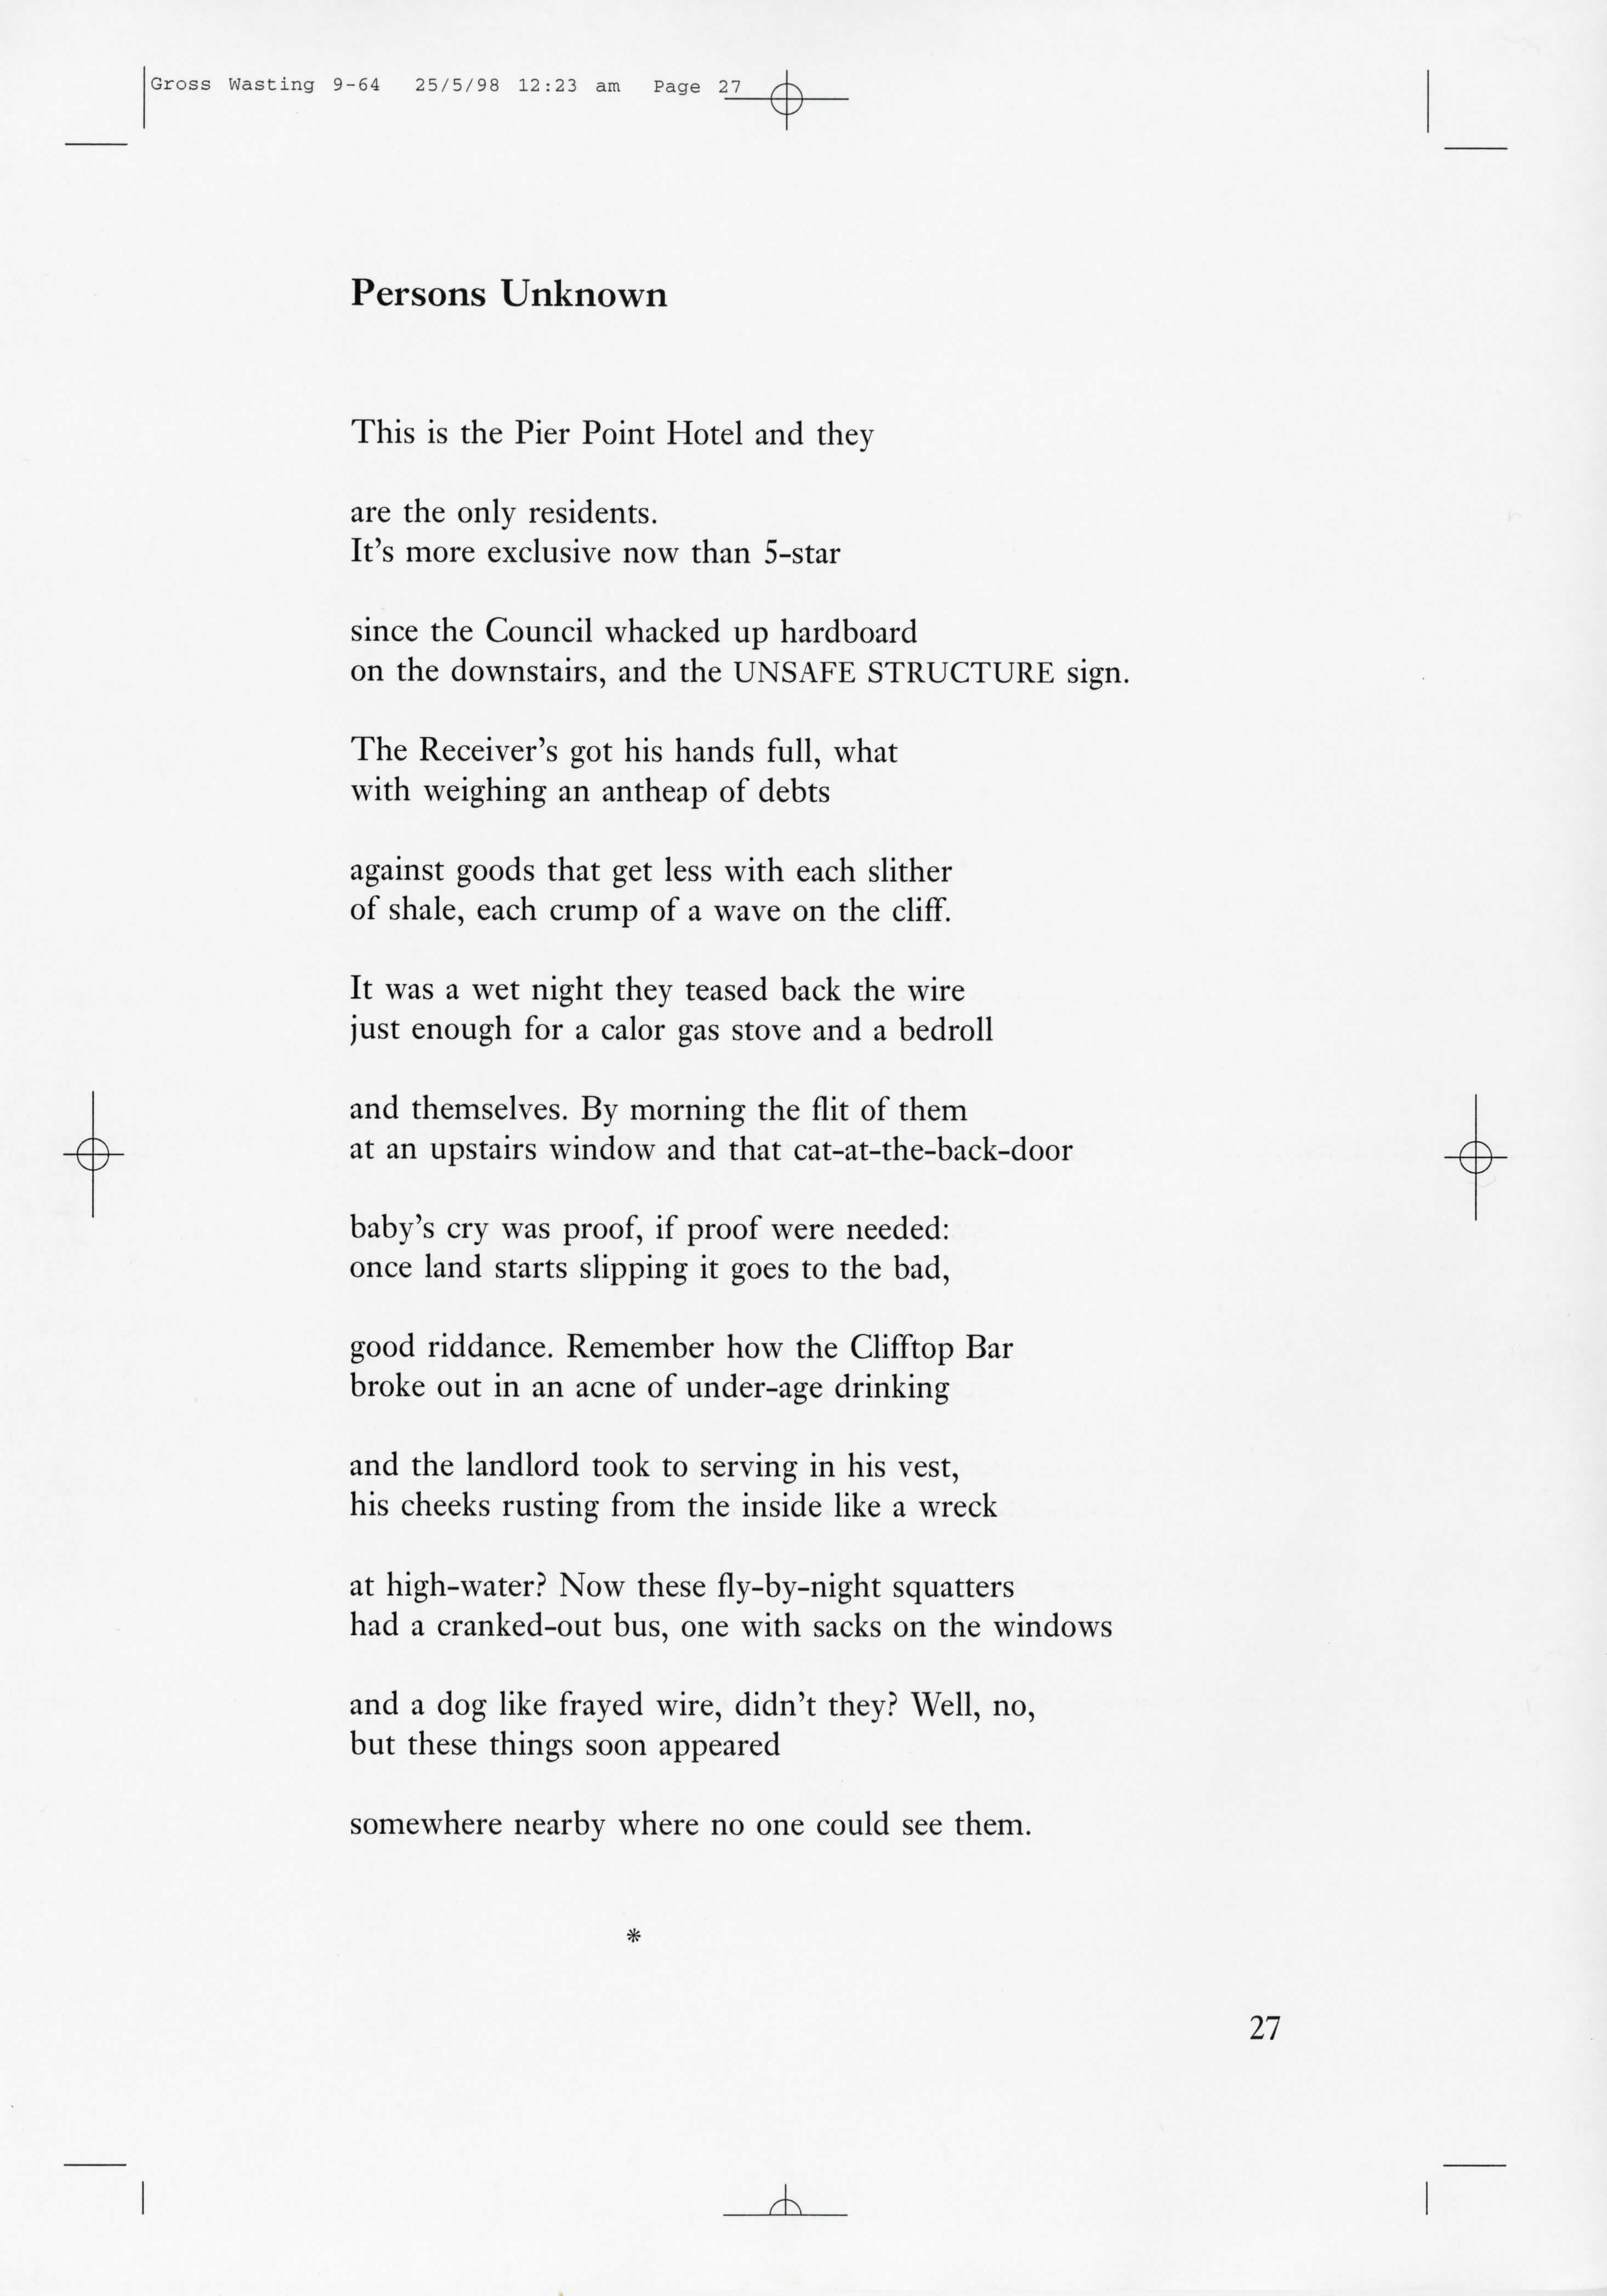 Gross Wasting 9-64 25/5/98 12:23 am Page 27
Persons Unknown
This is the Pier Point Hotel and they
are the only residents.
It's more exclusive now than 5-star
since the Council whacked up hardboard
on the downstairs, and the UNSAFE STRUCTURE sign.
The Receiver's got his hands full, what
with weighing an antheap of debts
against goods that get less with each slither
of shale, each crump of a wave on the cliff.
It was a wet night they teased back the wire
just enough for a calor gas stove and a bedroll
and themselves. By morning the flit of them
at an upstairs window and that cat-at-the-back-door
baby's cry was proof, if proof were needed:
once land starts slipping it goes to the bad,
good riddance. Remember how the Clifftop Bar
broke out in an acne of under-age drinking
and the landlord took to serving in his vest,
his cheeks rusting from the inside like a wreck
at high-water? Now these fly-by-night squatters
had a cranked-out bus, one with sacks on the windows
and a dog like frayed wire, didn't they? Well, no,
but these things soon appeared
somewhere nearby where no one could see them.
*
27